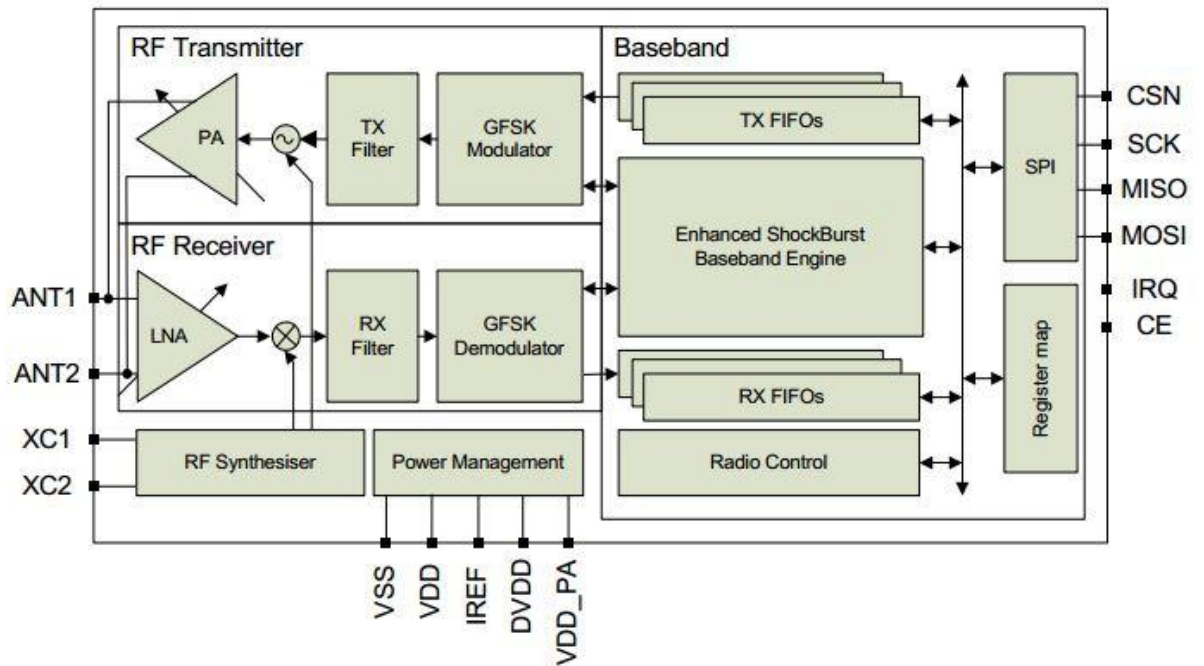 RF Transmitter
Baseband
PA
TX
Filter
GFSK
Modulator
TX FIFOs
SPI
CSN
SCK
MISO
MOSI
IRQ
CE
Enhanced ShockBurst
Baseband Engine
RF Receiver
ANT1
ANT2
LNA
RX
Filter
GFSK
Demodulator
RX FIFOs
Register map
XC1
XC2
RF Synthesiser
Power Management
Radio Control
VSS
VDD
IREF
DVDD
VDD_PA